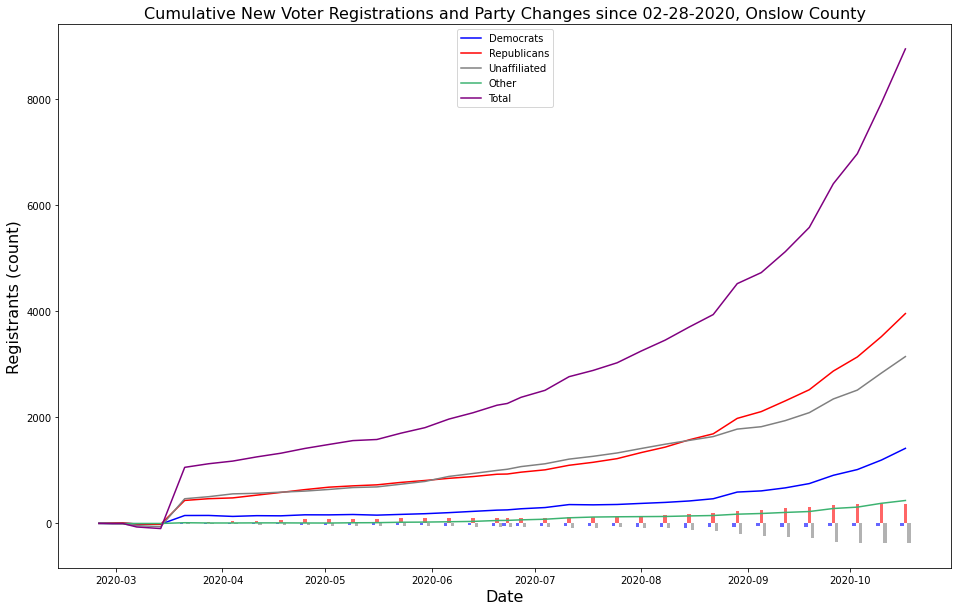 Cumulative New Voter Registrations and Party Changes since 02-28-2020, Onslow County
Democrats
Republicans
Unaffiliated
Other
Total
Registrants (count)
8000
6000
4000
2000
0
2020-03 2020-04 2020-05 2020-06 2020-07 2020-08 2020-09 2020-10
Date